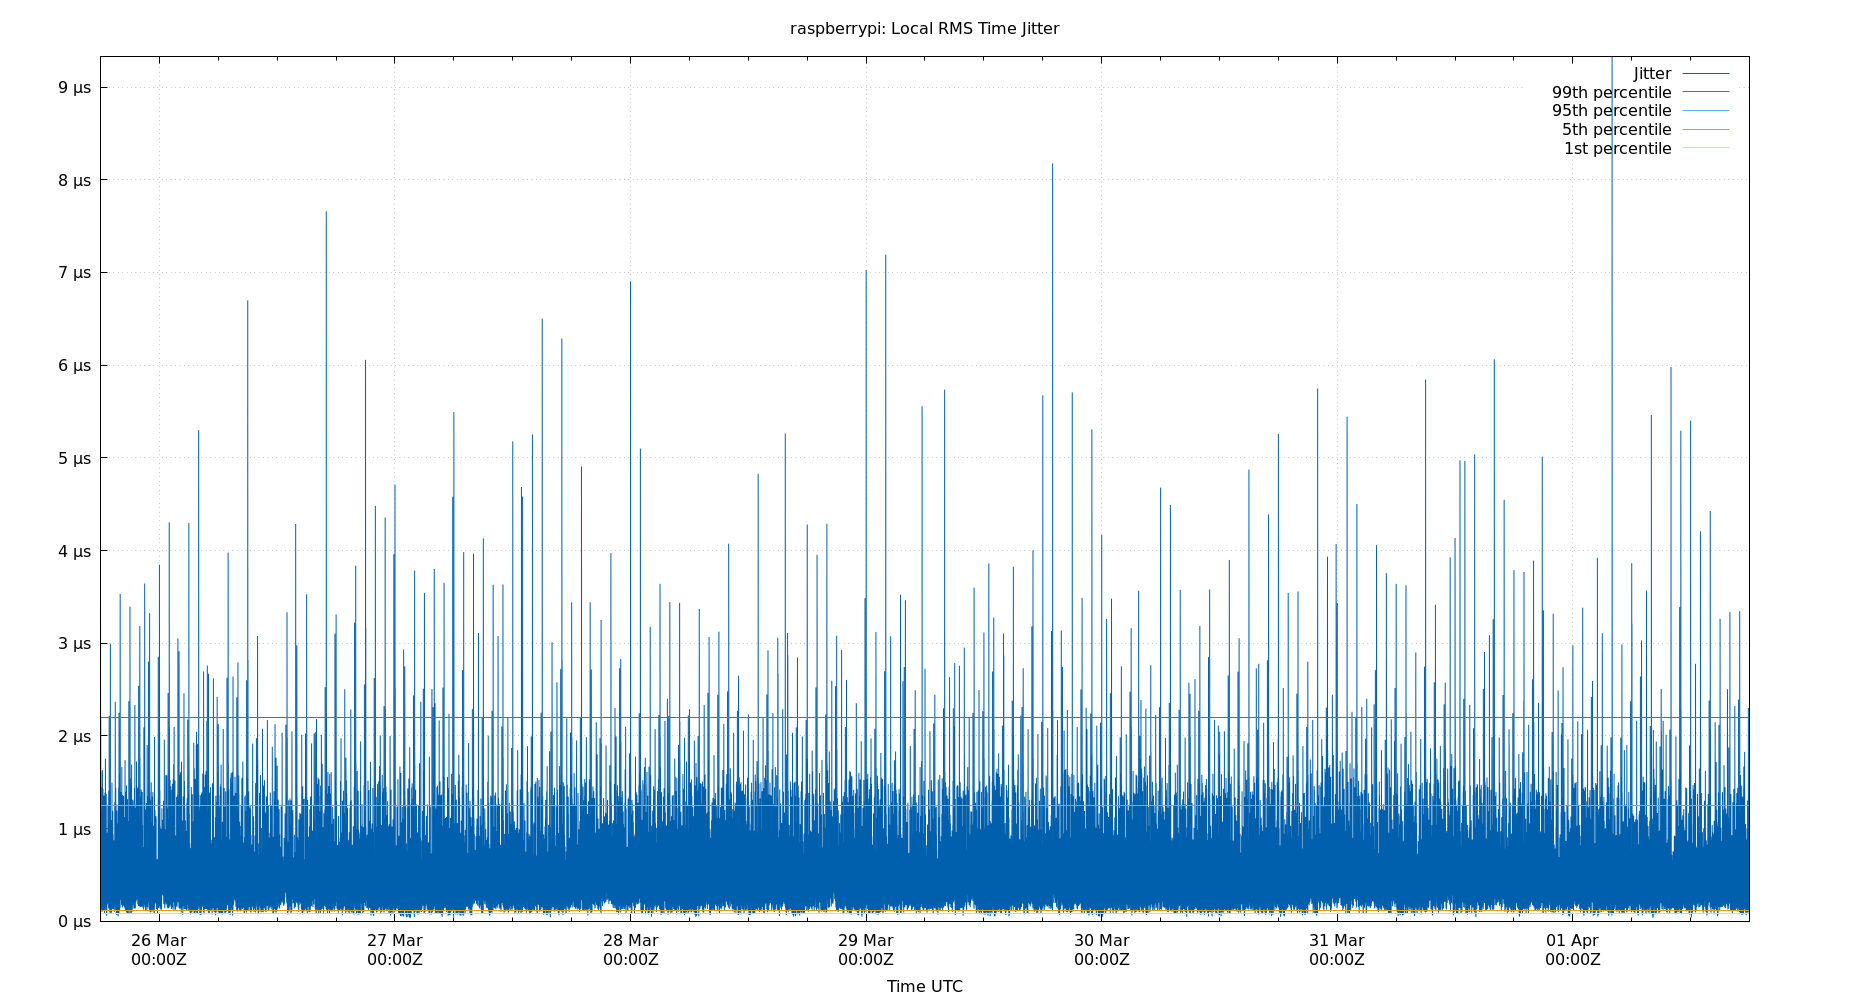 raspberrypi: Local RMS Time Jitter
Jitter
99th percentile
95th percentile
5th percentile
1st percentile
9 µs
8 µs
7 µs
6 µs
5 µs
4 µs
3 µs
2 µs
1 µs
0 µs
26 Mar 27 Mar 28 Mar 29 Mar 30 Mar 31 Mar 01 Apr
00:00Z 00:00Z 00:00Z 00:00Z 00:00Z 00:00Z 00:00Z
Time UTC